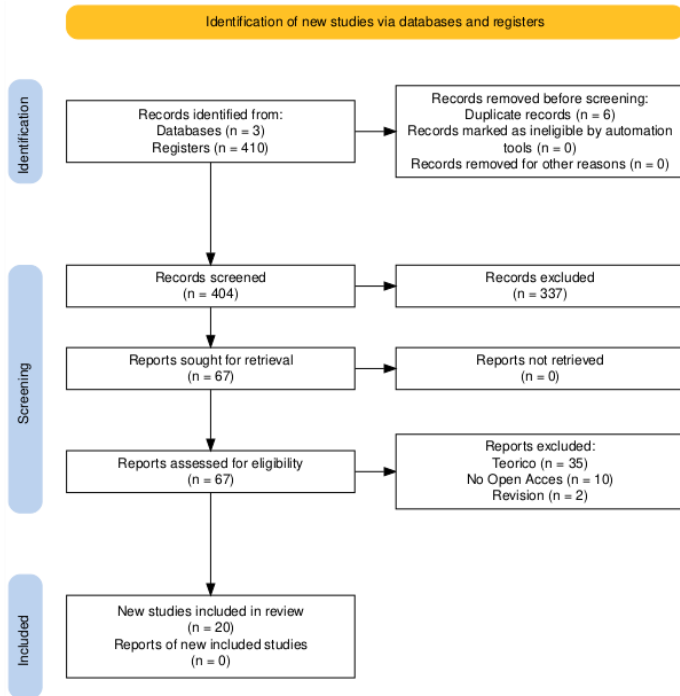 Identification of new studies via databases and registers
Identification
Records identified from:
Databases (n = 3)
Registers (n = 410)
Records removed before screening:
Duplicate records (n = 6)
Records marked as ineligible by automation
tools (n = 0)
Records removed for other reasons (n = 0)
Screening
Records screened
(n = 404)
Records excluded
(n = 337)
Reports sought for retrieval
(n = 67)
Reports not retrieved
(n = 0)
Reports assessed for eligibility
(n = 67)
Reports excluded:
Teorico (n = 35)
No Open Acces (n = 10)
Revision (n = 2)
Included
New studies included in review
(n = 20)
Reports of new included studies
(n = 0)